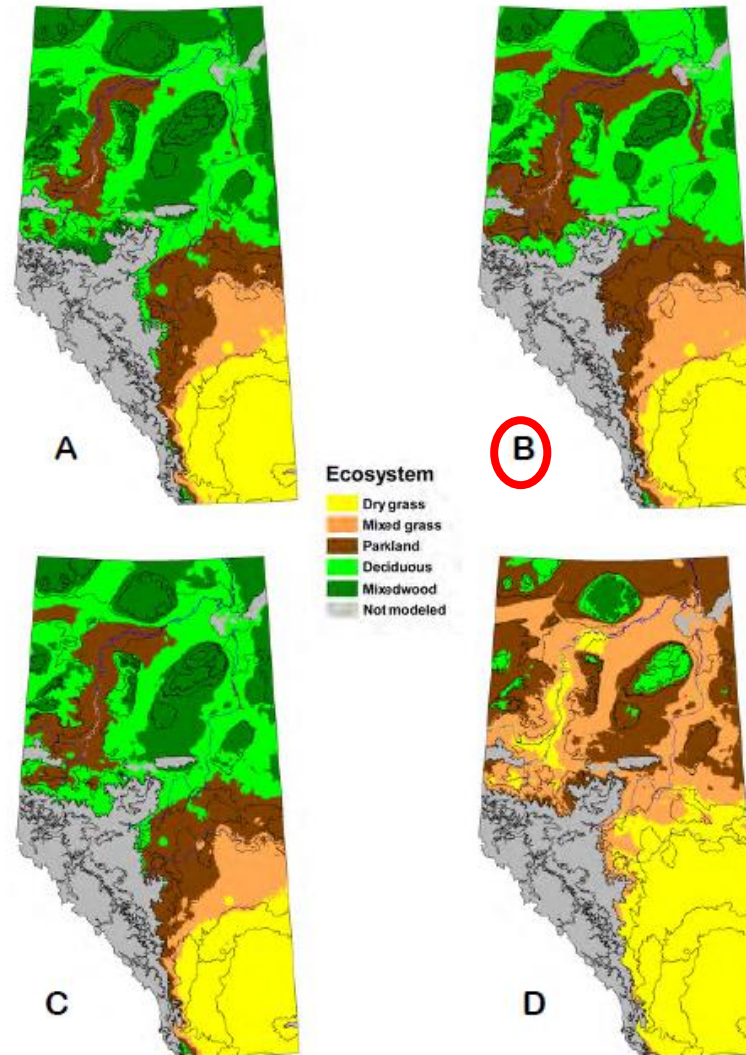 A
B
Ecosystem
Dry grass
Mixed grass
Parkland
Deciduous
Mixedwood
Not modeled
C
D